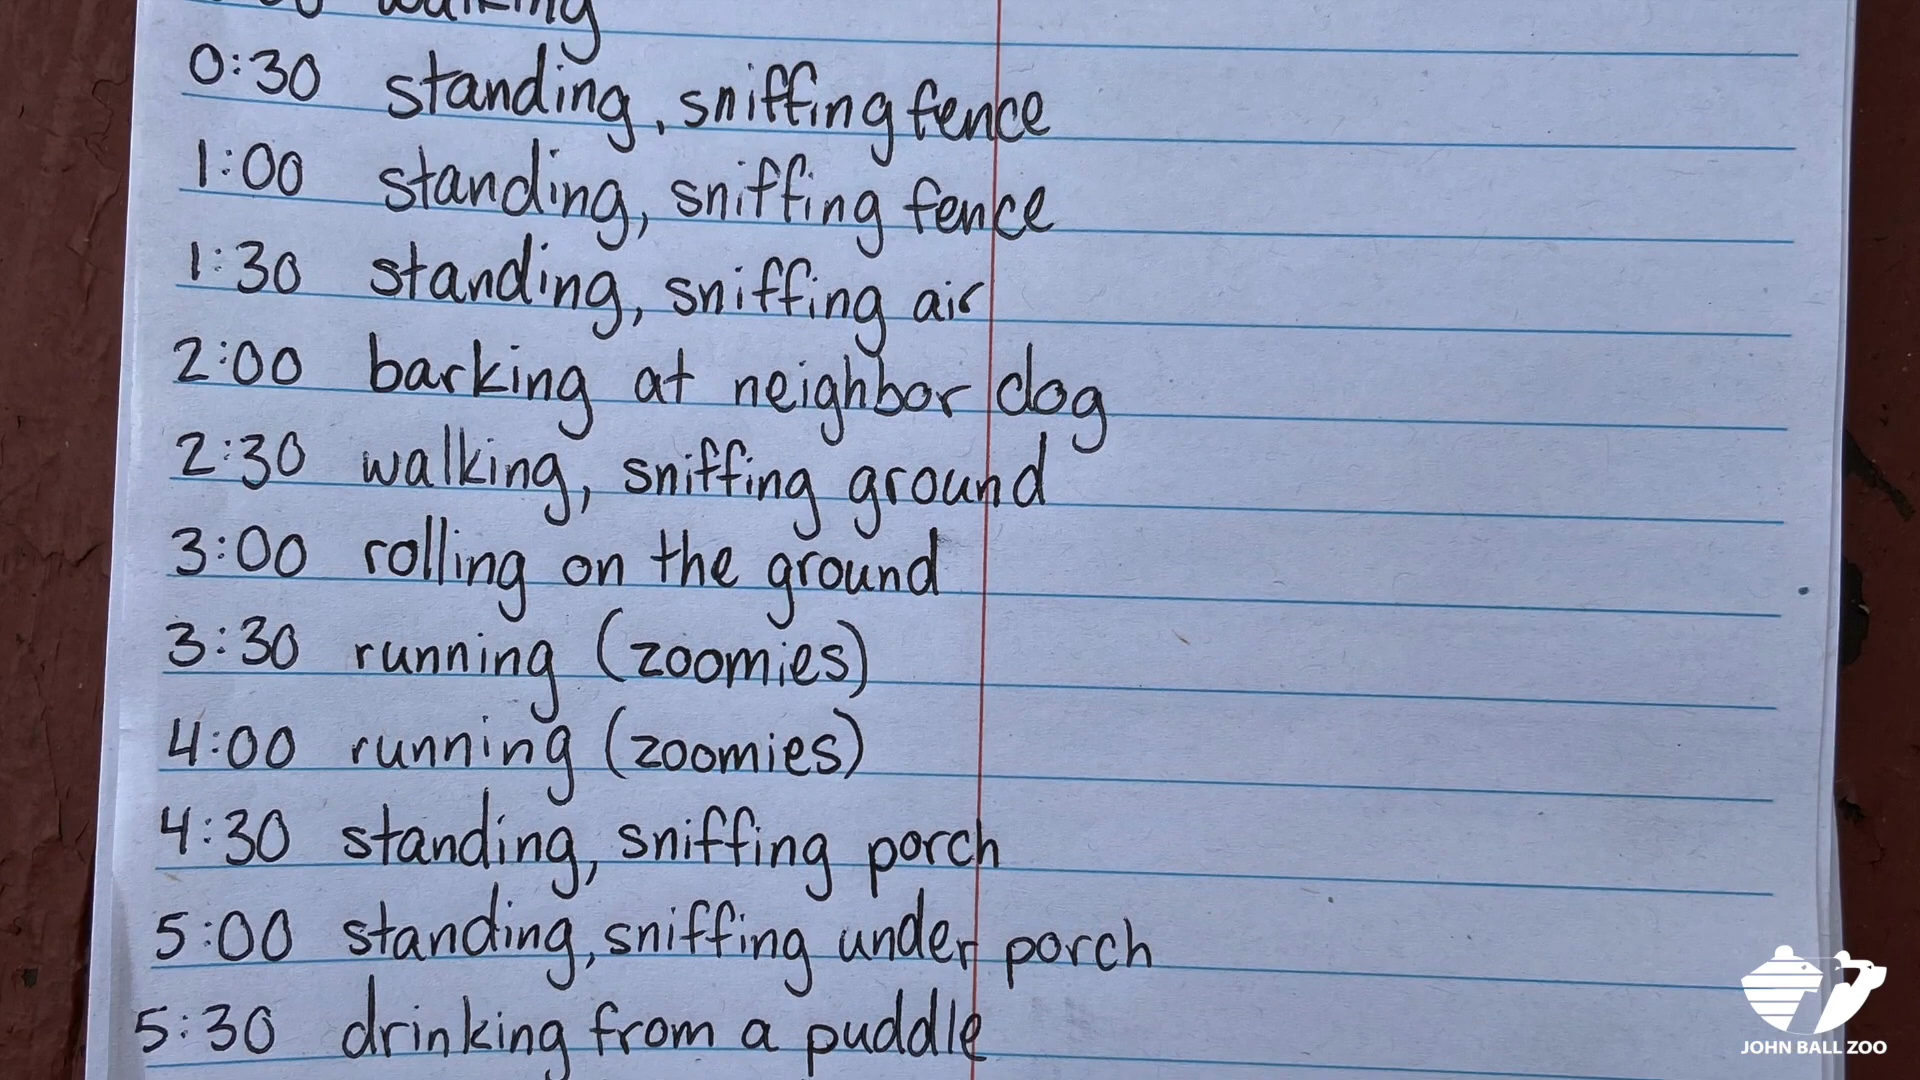 walking
0:30 standing, sniffing fence
1:00 standing, sniffing fence
1:30 standing, sniffing air
2:00 barking at neighbor dog
2:30 walking, sniffing ground
3:00 rolling on the ground
3:30 running (zoomies)
4:00 running (zoomies)
4:30 standing, sniffing porch
5:00 standing, sniffing under porch
5:30 drinking from a puddle
JOHN BALL ZOO